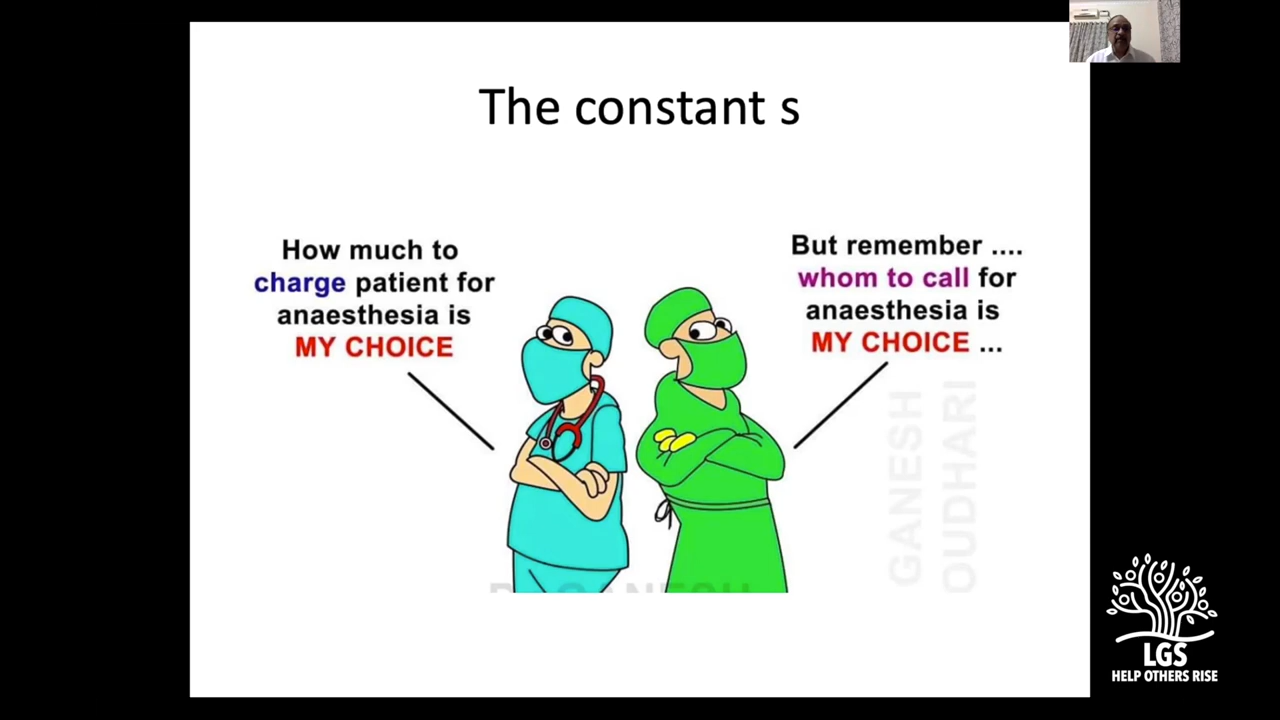 The constant s
How much to
charge patient for
anaesthesia is
MY CHOICE
But remember ....
whom to call for
anaesthesia is
MY CHOICE ...
GANESH
OUDHARI
GANESH
LGS
HELP OTHERS RISE